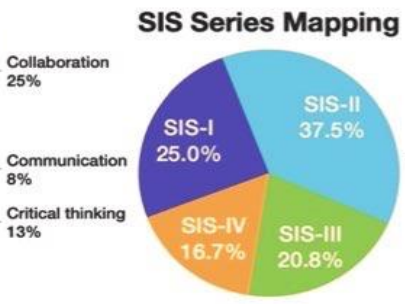 SIS Series Mapping
Collaboration
25%
Communication
8%
Critical thinking
13%
SIS-I
25.0%
SIS-II
37.5%
SIS-IV
16.7%
SIS-III
20.8%